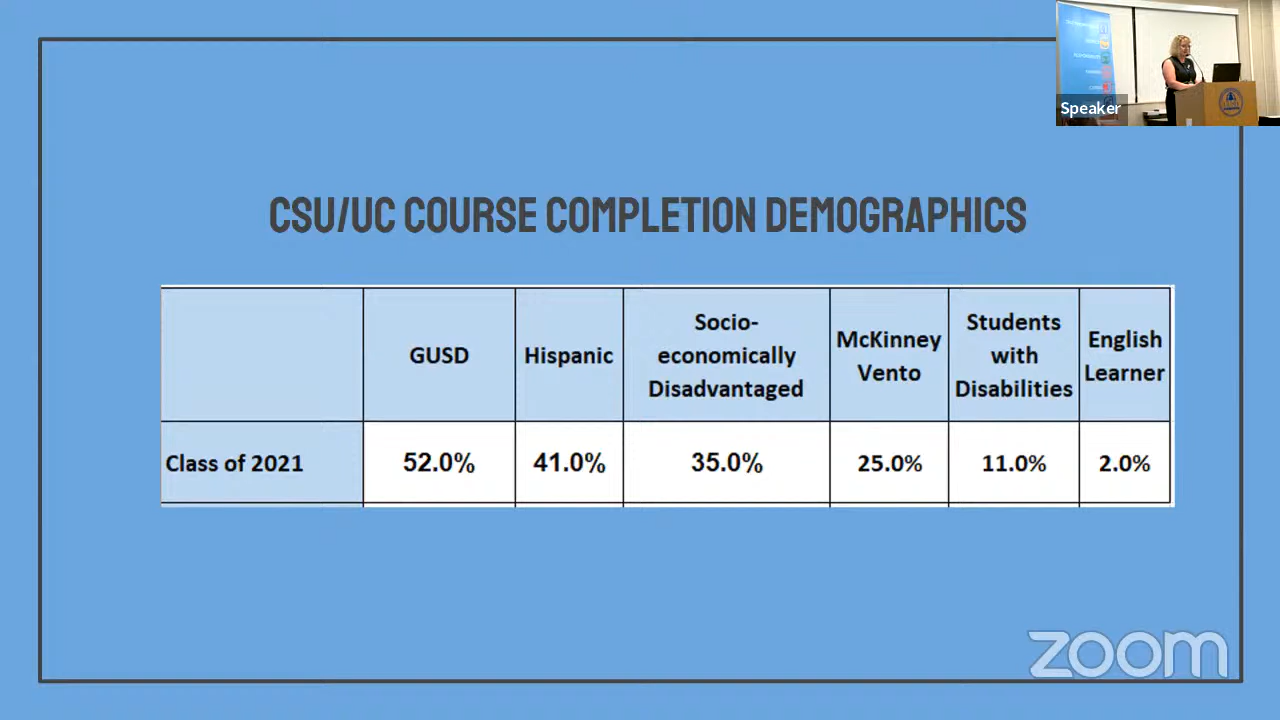 Speaker
CSU/UC COURSE COMPLETION DEMOGRAPHICS
GUSD
Hispanic
Socio-
economically
Disadvantaged
McKinney
Vento
Students
with
Disabilities
English
Learner
Class of 2021
52.0%
41.0%
35.0%
25.0%
11.0%
2.0%
zoom